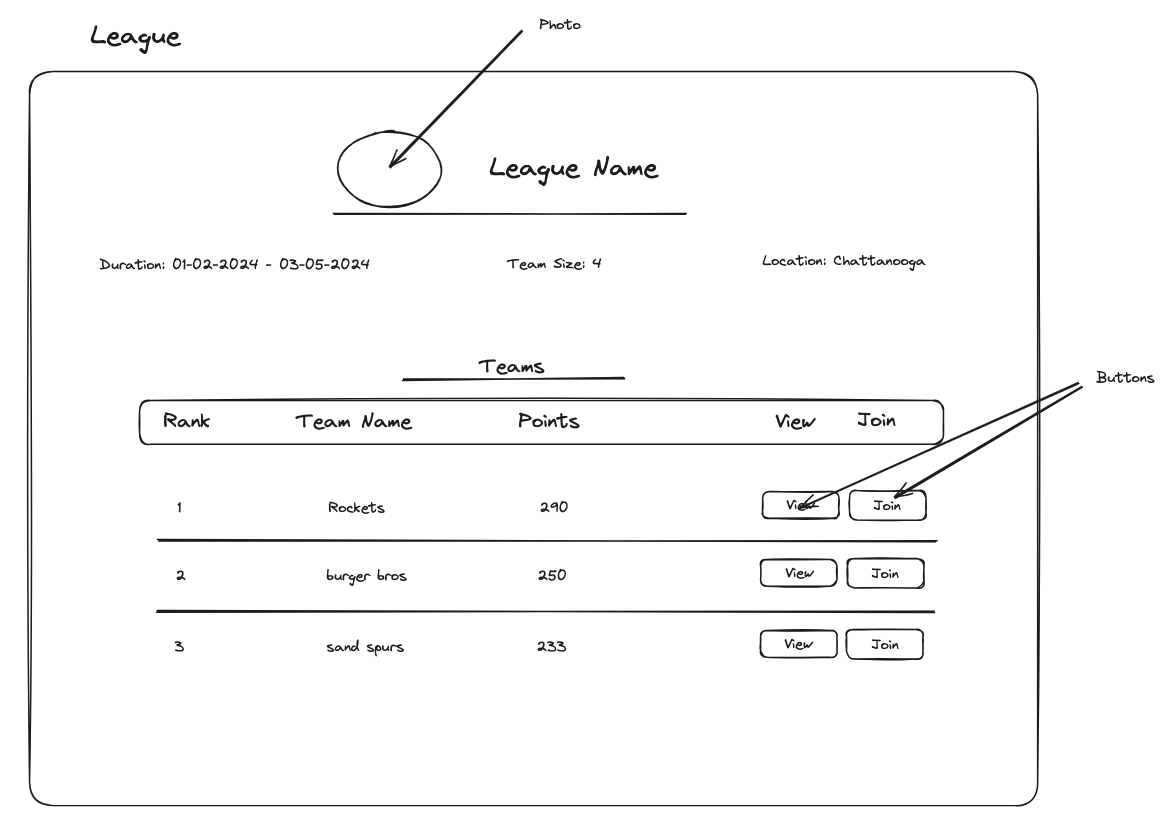 Photo
League
League Name
Duration: 01-02-2024 - 03-05-2024 Team Size: 4 Location: Chattanooga
Teams
Buttons
Rank Team Name Points View Join
1 Rockets 290 View Join
2 burger bros 250 View Join
3 sand spurs 233 View Join